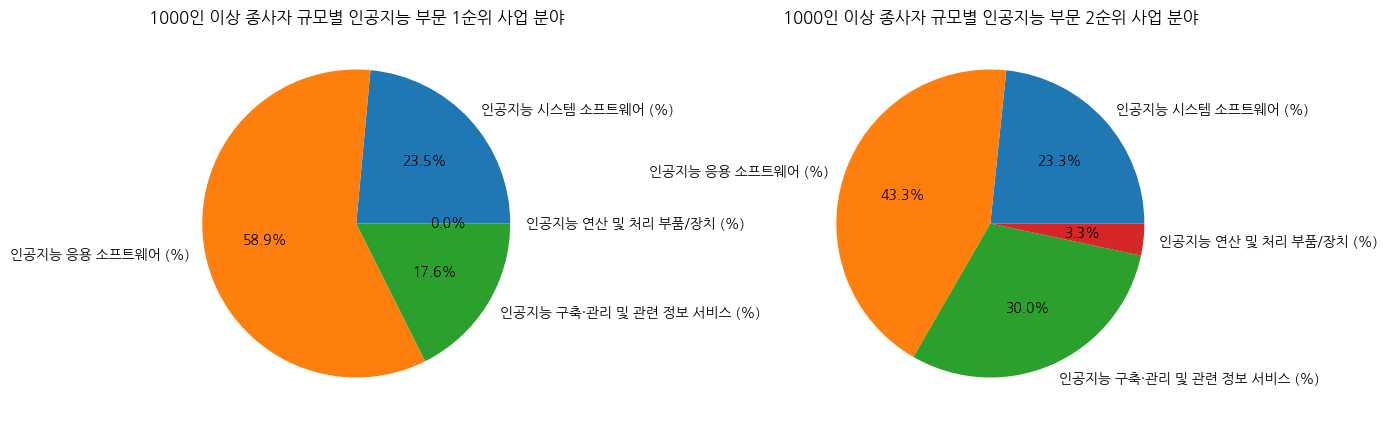 1000인 이상 종사자 규모별 인공지능 부문 1순위 사업 분야
인공지능 시스템 소프트웨어 (%)
23.5%
인공지능 응용 소프트웨어 (%)
58.9%
인공지능 구축·관리 및 관련 정보 서비스 (%)
17.6%
인공지능 연산 및 처리 부품/장치 (%)
0.0%
1000인 이상 종사자 규모별 인공지능 부문 2순위 사업 분야
인공지능 시스템 소프트웨어 (%)
23.3%
인공지능 응용 소프트웨어 (%)
43.3%
인공지능 구축·관리 및 관련 정보 서비스 (%)
30.0%
인공지능 연산 및 처리 부품/장치 (%)
3.3%